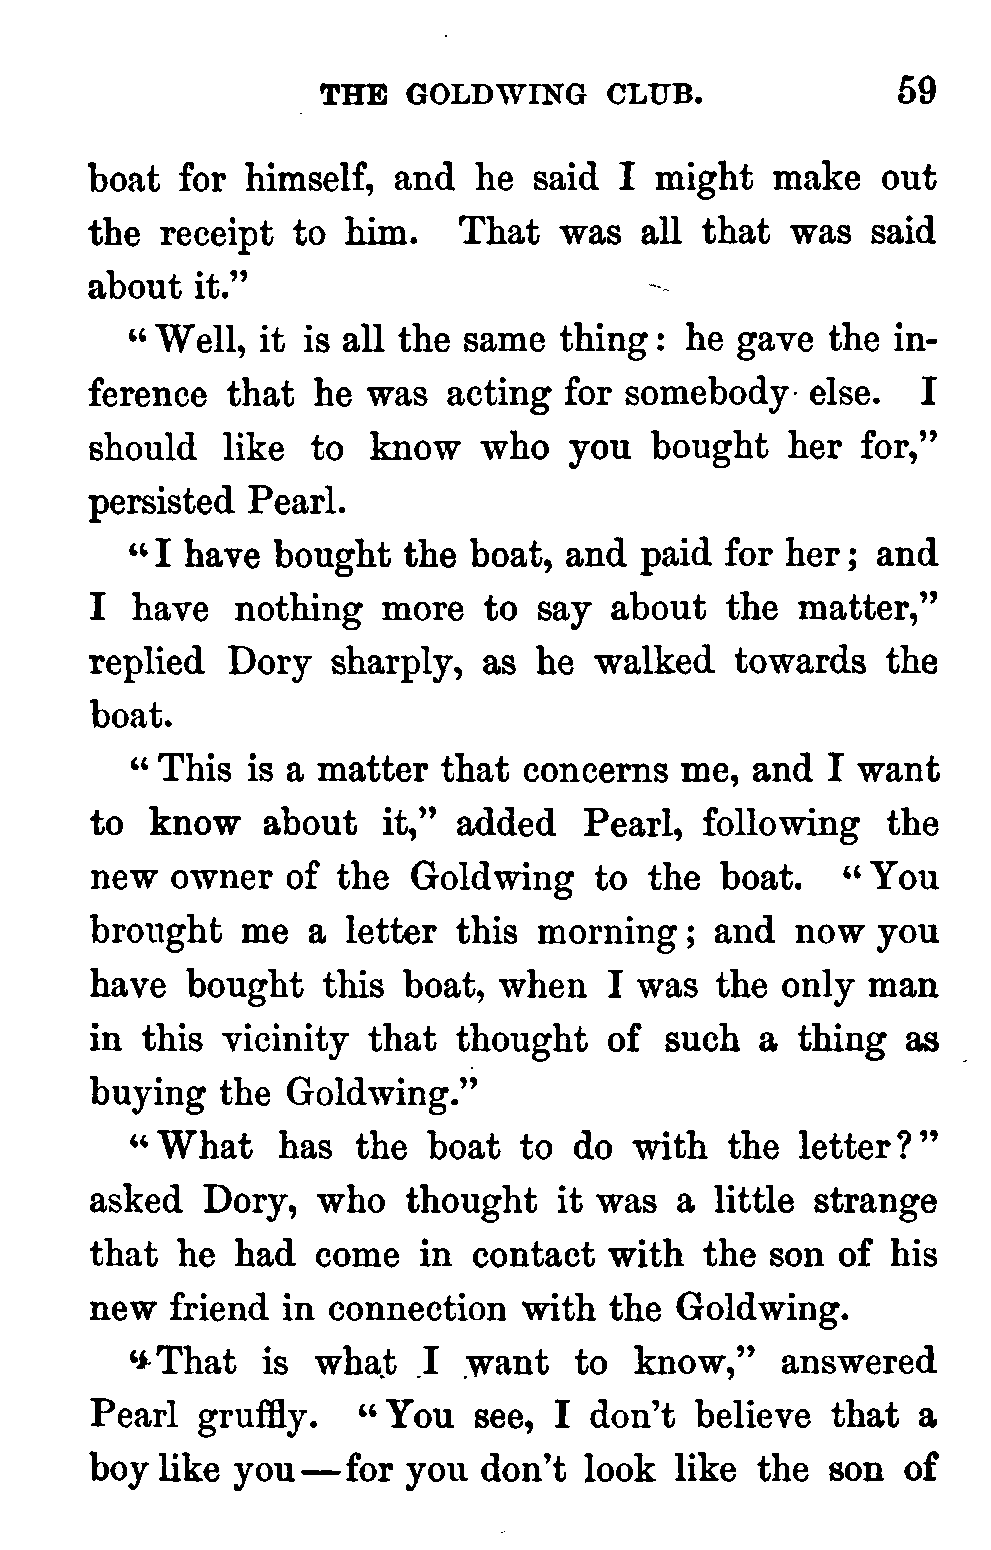 THE GOLDWING CLUB. 59
boat for himself, and he said I might make out
the receipt to him. That was all that was said
about it."
"Well, it is all the same thing: he gave the in-
ference that he was acting for somebody else. I
should like to know who you bought her for,"
persisted Pearl.
"I have bought the boat, and paid for her; and
I have nothing more to say about the matter,"
replied Dory sharply, as he walked towards the
boat.
"This is a matter that concerns me, and I want
to know about it," added Pearl, following the
new owner of the Goldwing to the boat. "You
brought me a letter this morning; and now you
have bought this boat, when I was the only man
in this vicinity that thought of such a thing as
buying the Goldwing."
"What has the boat to do with the letter?"
asked Dory, who thought it was a little strange
that he had come in contact with the son of his
new friend in connection with the Goldwing.
"That is what I want to know," answered
Pearl gruffly. "You see, I don't believe that a
boy like you—for you don't look like the son of